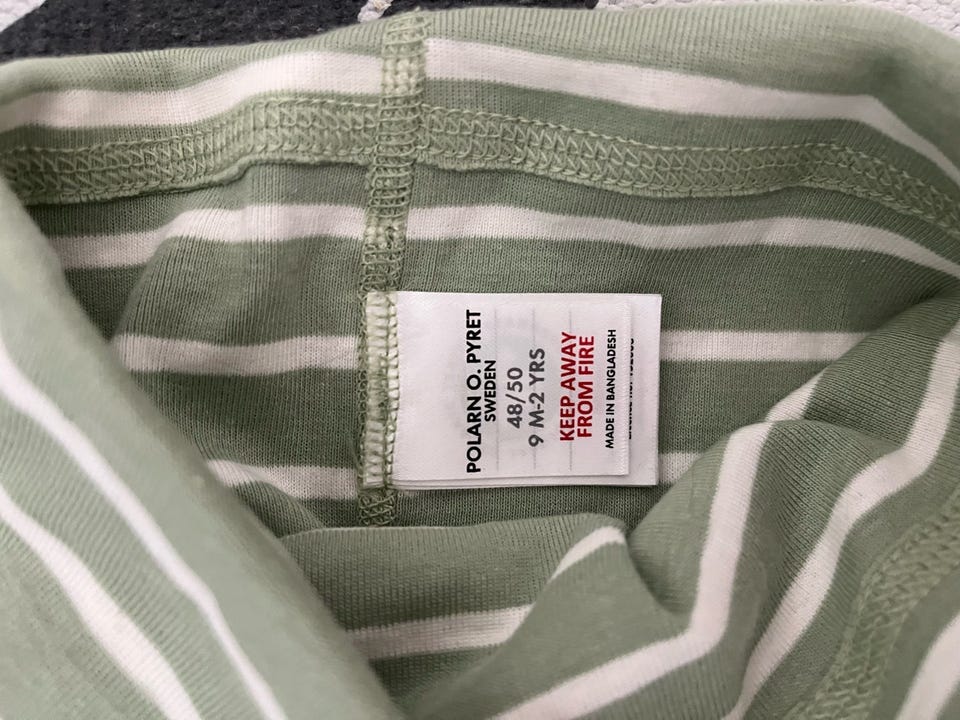 POLARN O. PYRET
SWEDEN
48/50
9 M-2 YRS
KEEP AWAY
FROM FIRE
MADE IN BANGLADESH